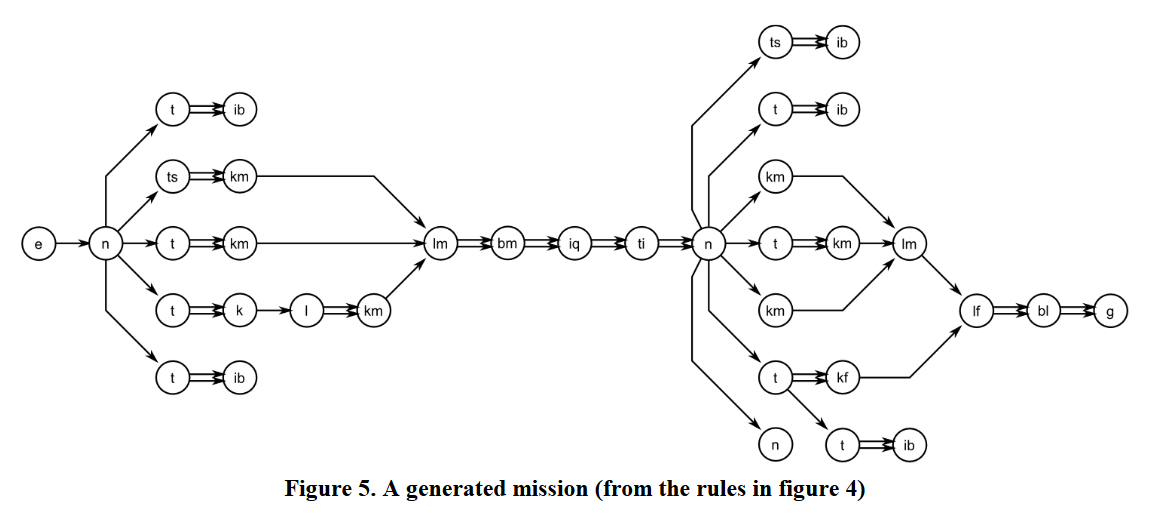 ts ib
t ib t ib
ts km km
e n t km lm bm iq ti n t km lm
t k l km km lf bl g
t ib t kf
n t ib
Figure 5. A generated mission (from the rules in figure 4)